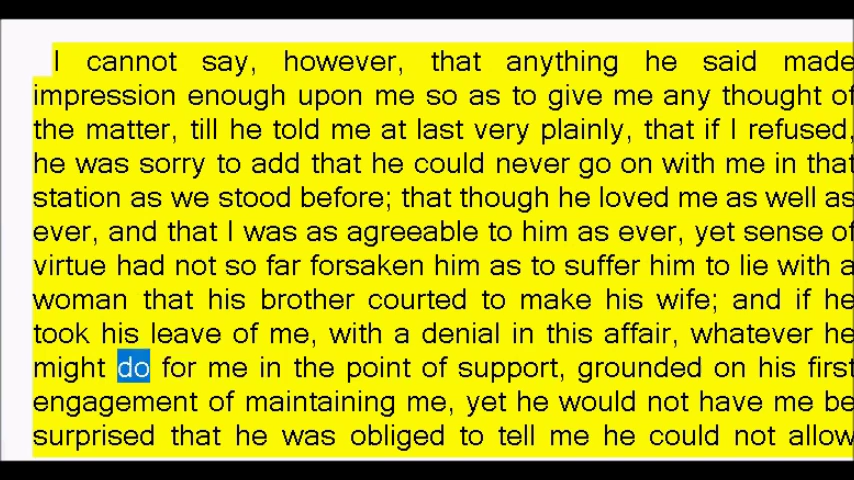 I cannot say, however, that anything he said made
impression enough upon me so as to give me any thought of
the matter, till he told me at last very plainly, that if I refused,
he was sorry to add that he could never go on with me in that
station as we stood before; that though he loved me as well as
ever, and that I was as agreeable to him as ever, yet sense of
virtue had not so far forsaken him as to suffer him to lie with a
woman that his brother courted to make his wife; and if he
took his leave of me, with a denial in this affair, whatever he
might do for me in the point of support, grounded on his first
engagement of maintaining me, yet he would not have me be
surprised that he was obliged to tell me he could not allow